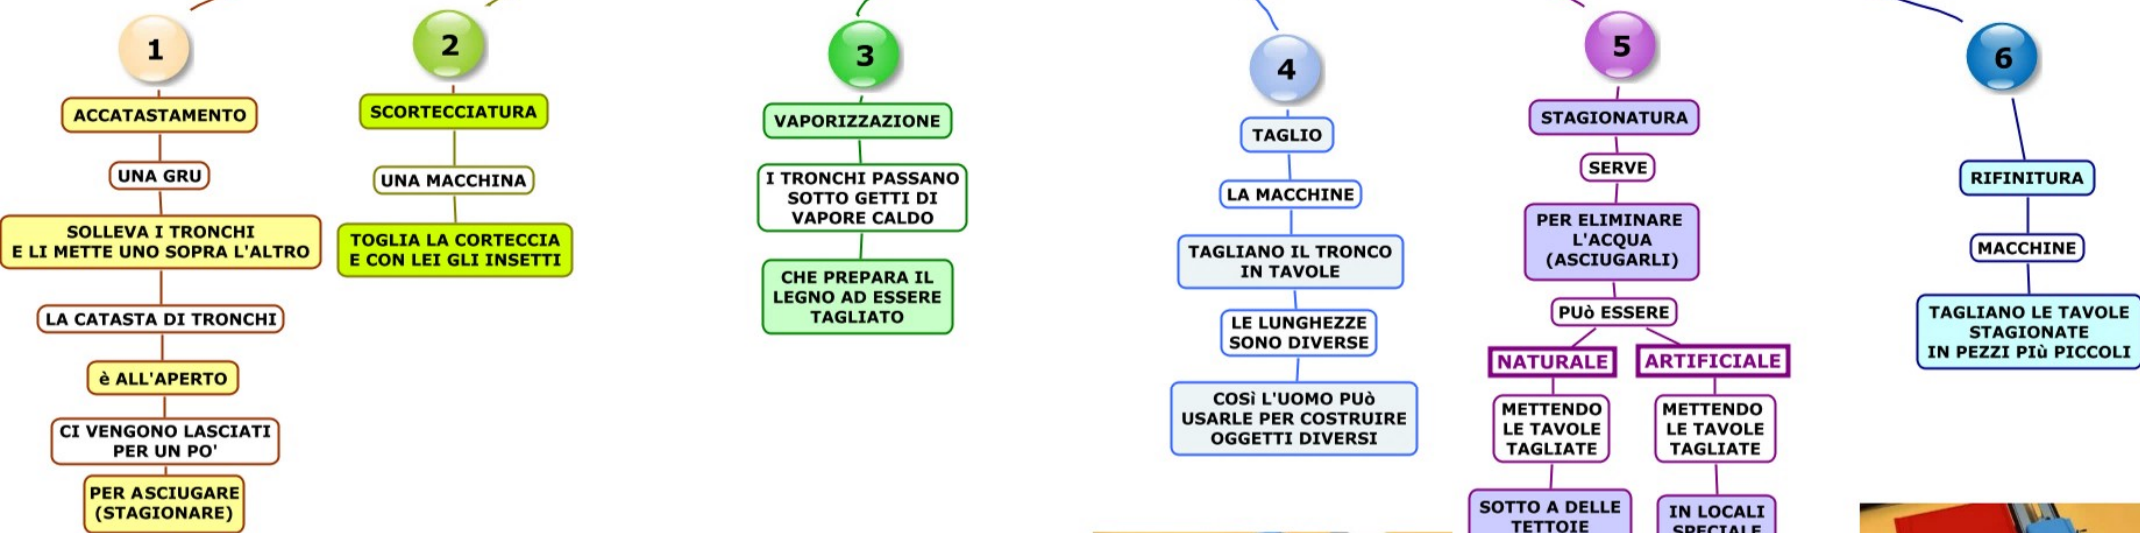 1
ACCATASTAMENTO
UNA GRU
SOLLEVA I TRONCHI
E LI METTE UNO SOPRA L'ALTRO
LA CATASTA DI TRONCHI
è ALL'APERTO
CI VENGONO LASCIATI
PER UN PO'
PER ASCIUGARE
(STAGIONARE)
2
SCORTECCIATURA
UNA MACCHINA
TOGLIA LA CORTECCIA
E CON LEI GLI INSETTI
3
VAPORIZZAZIONE
I TRONCHI PASSANO
SOTTO GETTI DI
VAPORE CALDO
CHE PREPARA IL
LEGNO AD ESSERE
TAGLIATO
4
TAGLIO
LA MACCHINE
TAGLIANO IL TRONCO
IN TAVOLE
LE LUNGHEZZE
SONO DIVERSE
COSì L'UOMO PUò
USARLE PER COSTRUIRE
OGGETTI DIVERSI
5
STAGIONATURA
SERVE
PER ELIMINARE
L'ACQUA
(ASCIUGARLI)
PUò ESSERE
NATURALE
METTENDO
LE TAVOLE
TAGLIATE
SOTTO A DELLE
TETTOIE
ARTIFICIALE
METTENDO
LE TAVOLE
TAGLIATE
IN LOCALI
SPECIALE
6
RIFINITURA
MACCHINE
TAGLIANO LE TAVOLE
STAGIONATE
IN PEZZI PIù PICCOLI